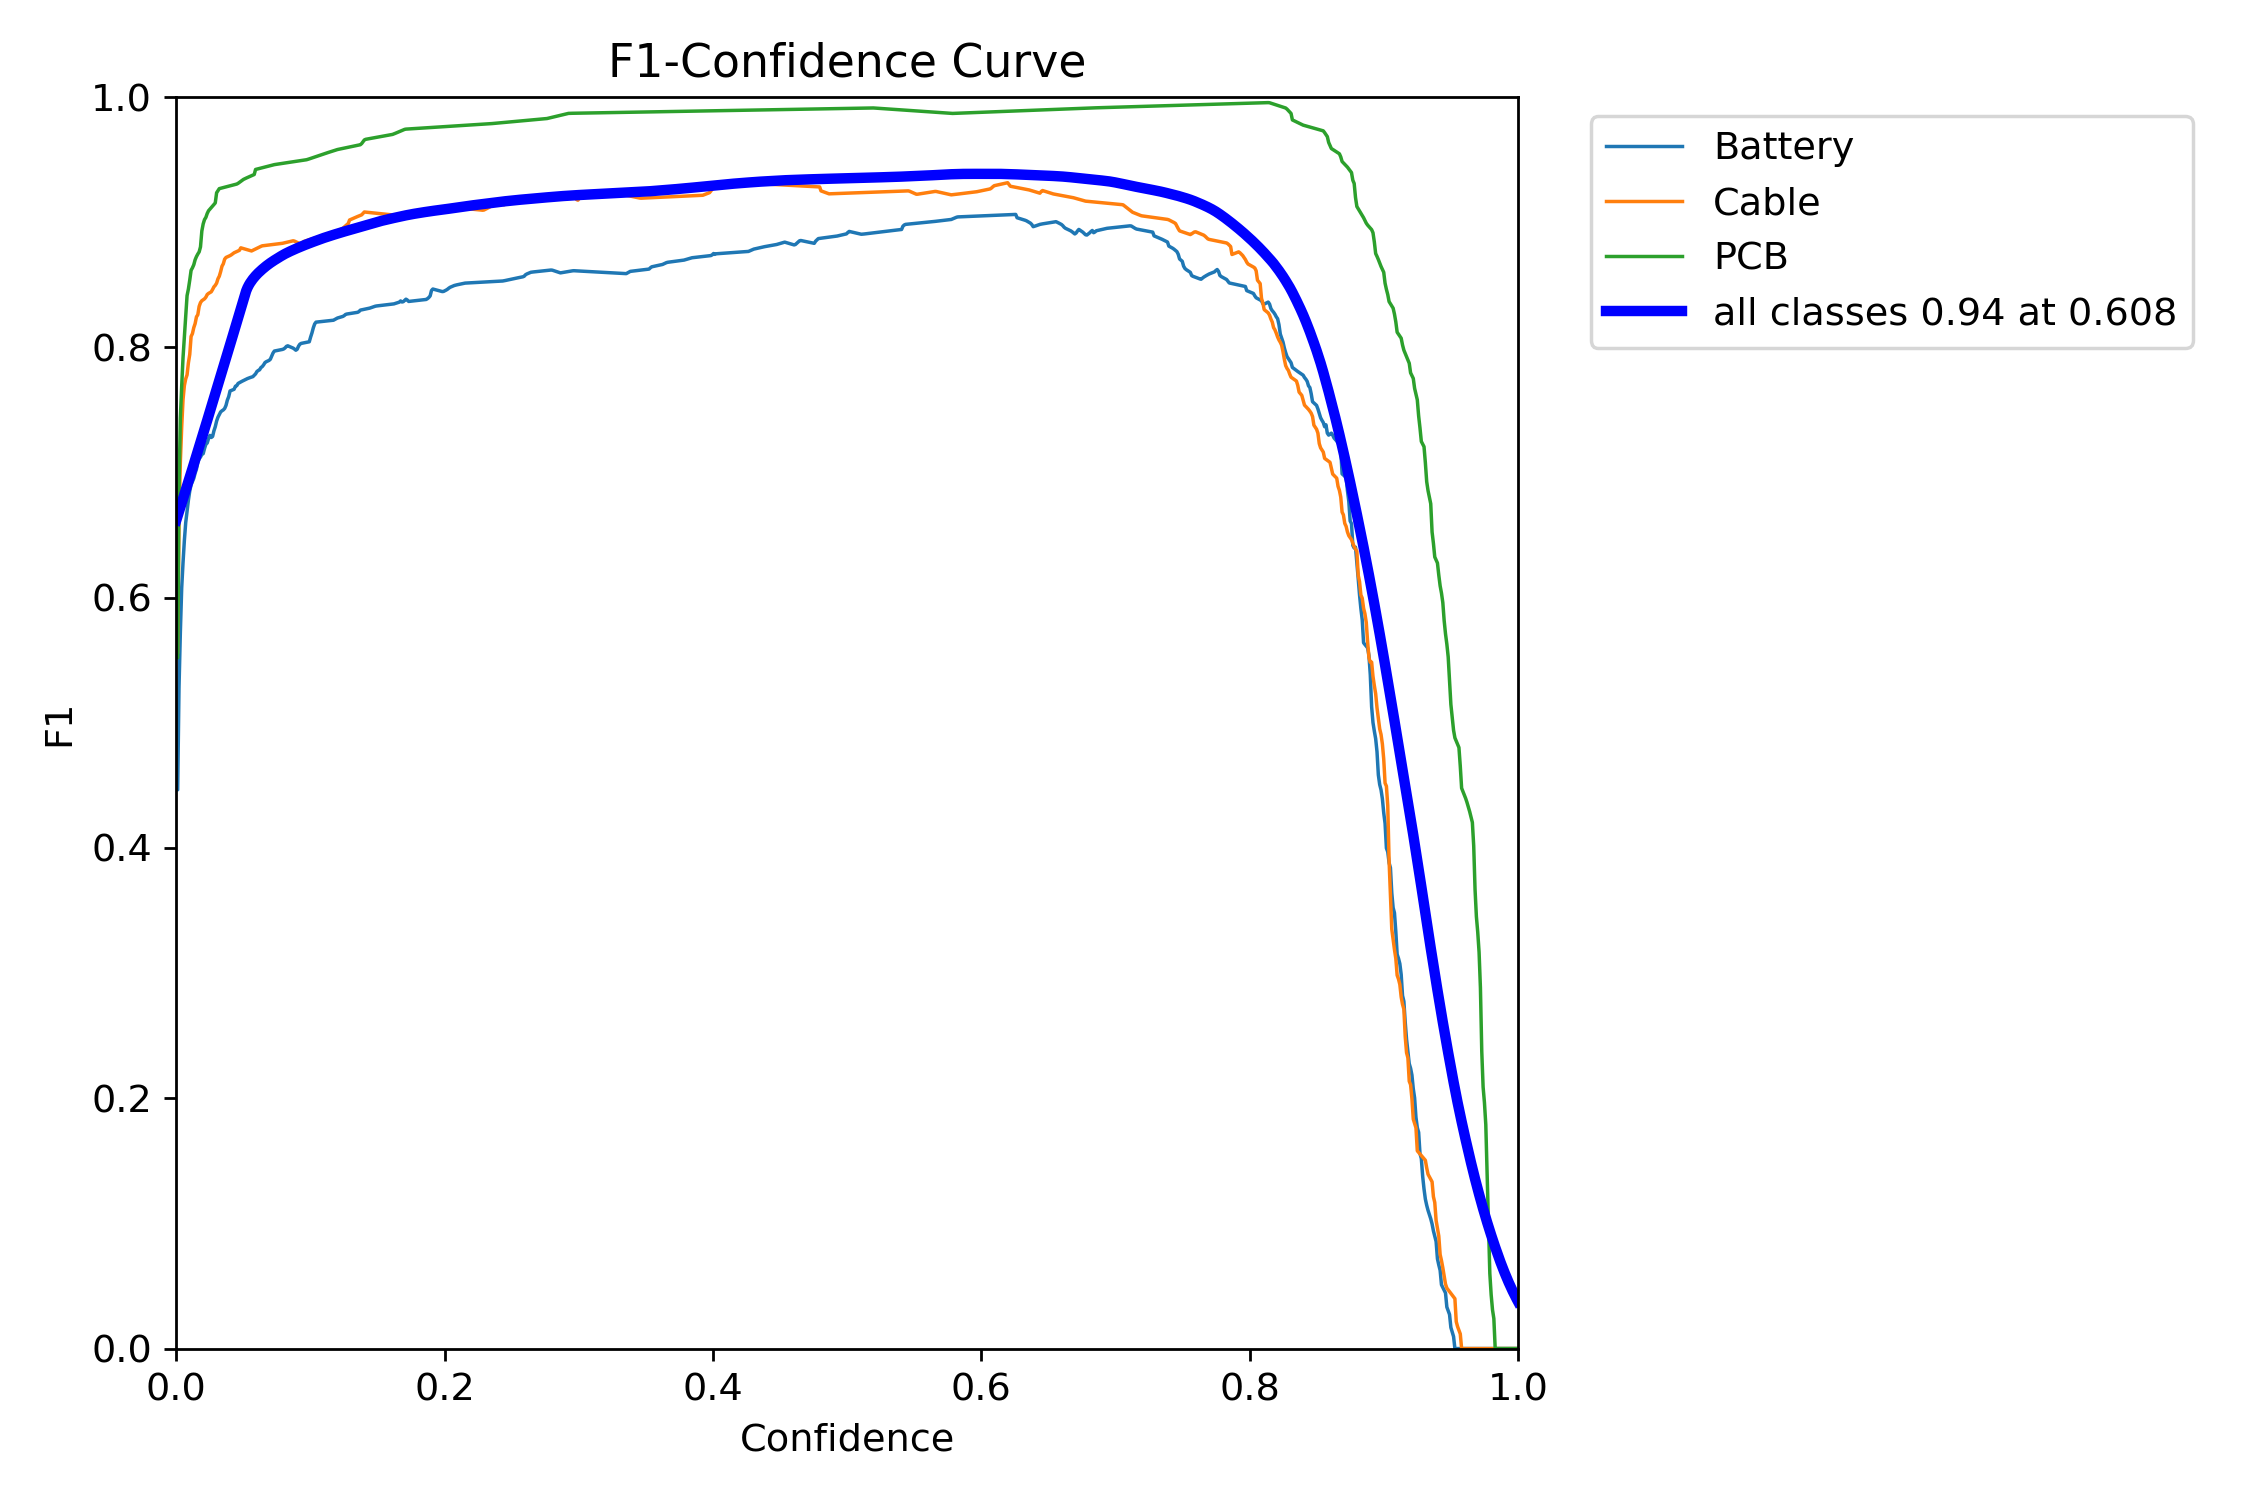 F1-Confidence Curve
1.0
0.8
0.6
0.4
0.2
0.0
F1
0.0 0.2 0.4 0.6 0.8 1.0
Confidence
Battery
Cable
PCB
all classes 0.94 at 0.608